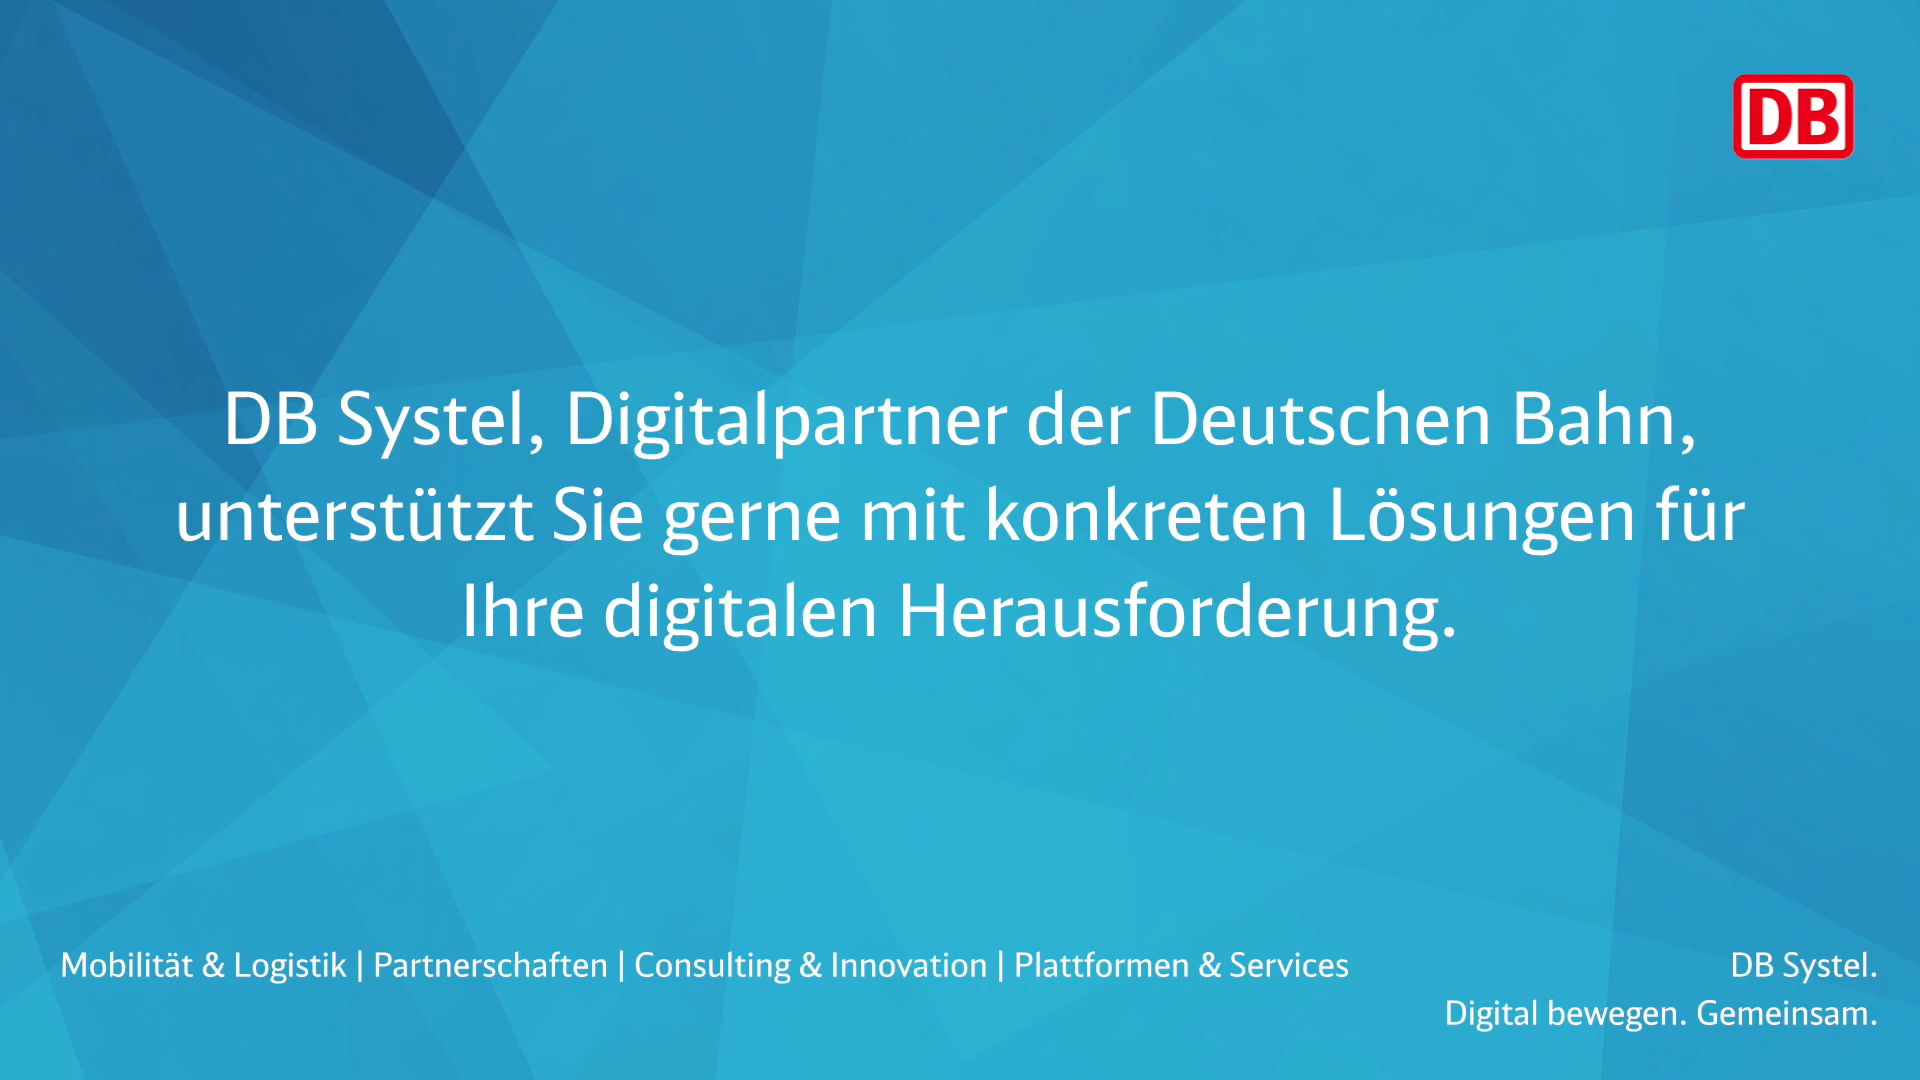 DB
DB Systel, Digitalpartner der Deutschen Bahn,
unterstützt Sie gerne mit konkreten Lösungen für
Ihre digitalen Herausforderung.
Mobilität & Logistik | Partnerschaften | Consulting & Innovation | Plattformen & Services
DB Systel.
Digital bewegen. Gemeinsam.